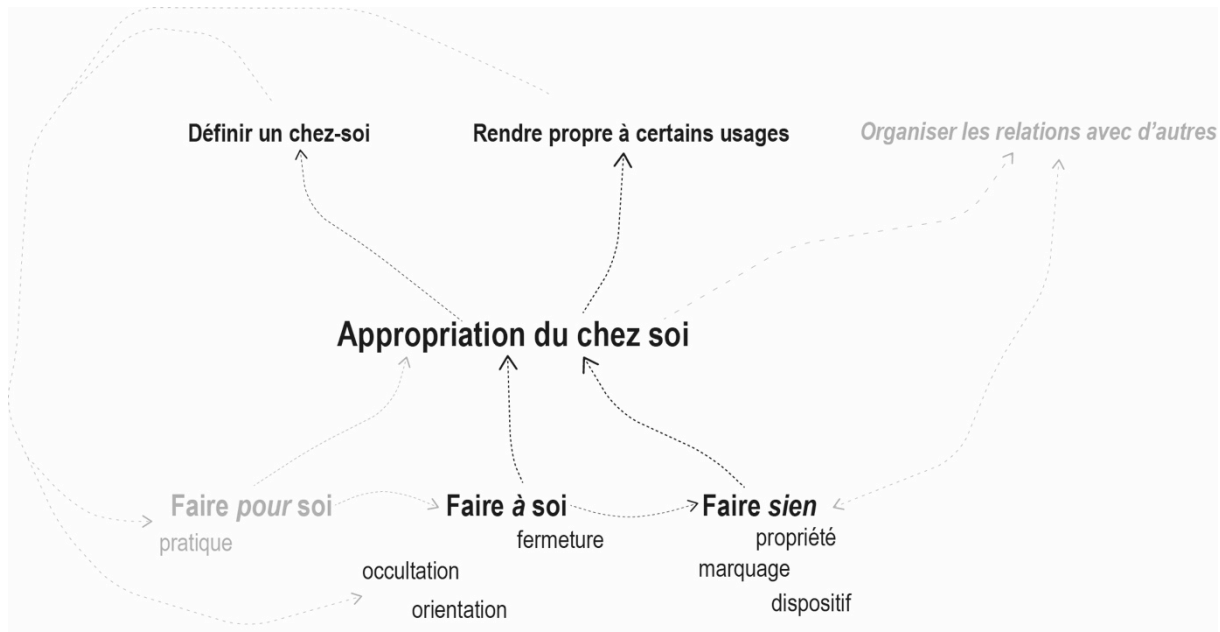 Définir un chez-soi
Rendre propre à certains usages
Organiser les relations avec d'autres
Appropriation du chez soi
Faire pour soi
pratique
Faire à soi
fermeture
occultation
orientation
Faire sien
propriété
marquage
dispositif